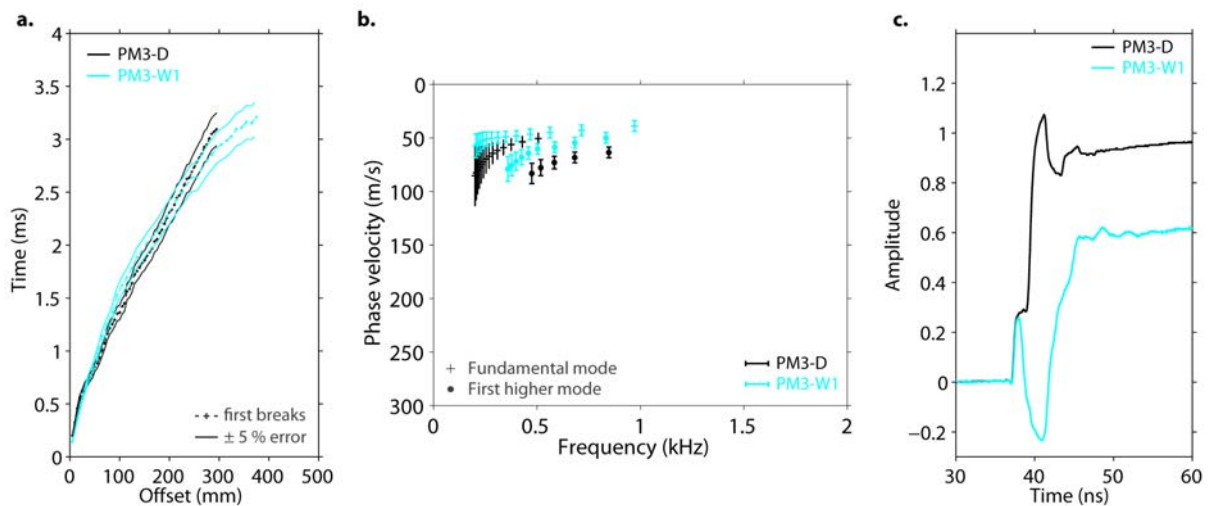 a.
PM3-D
PM3-W1
4
3.5
3
2.5
2
1.5
1
0.5
0
Time (ms)
first breaks
± 5 % error
0 100 200 300 400 500
Offset (mm)
b.
0
50
100
150
200
250
300
Phase velocity (m/s)
Fundamental mode
First higher mode
PM3-D
PM3-W1
0 0.5 1 1.5 2
Frequency (kHz)
c.
PM3-D
PM3-W1
1.2
1
0.8
0.6
0.4
0.2
0
−0.2
Amplitude
30 40 50 60
Time (ns)